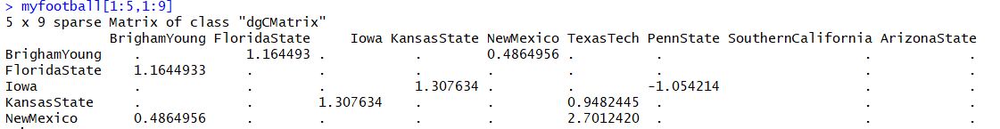 > myfootball[1:5,1:9]
5 x 9 sparse Matrix of class "dgCMatrix"
             BrighamYoung FloridaState     Iowa KansasState NewMexico TexasTech PennState SouthernCalifornia ArizonaState
BrighamYoung    .             1.164493 .           .        0.4864956 .          .                         .            .
FloridaState    1.1644933     .        .           .        .         .          .                         .            .
Iowa            .             .        .           1.307634 .         .         -1.054214                  .            .
KansasState     .             .        1.307634    .        .         0.9482445  .                         .            .
NewMexico       0.4864956     .        .           .        .         2.7012420  .                         .            .